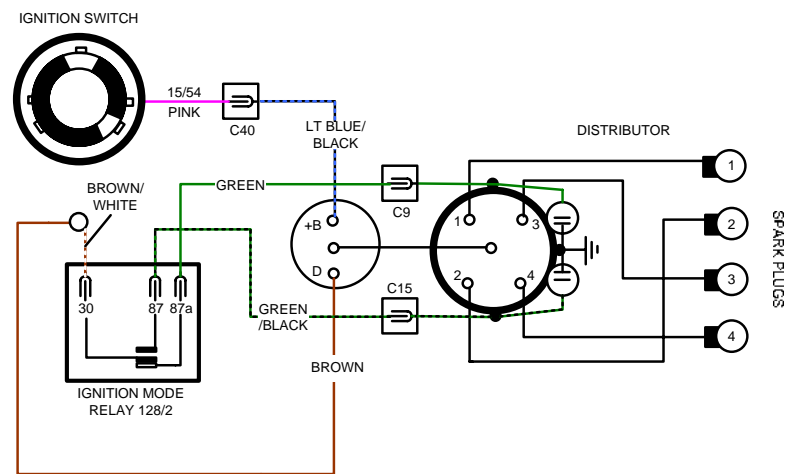 IGNITION SWITCH
15/54
PINK
C40
LT BLUE/
BLACK
DISTRIBUTOR
BROWN/
WHITE
GREEN
C9
+B
D
1
3
2
4
1
2
3
4
SPARK PLUGS
30
87
87a
GREEN
/BLACK
C15
BROWN
IGNITION MODE
RELAY 128/2